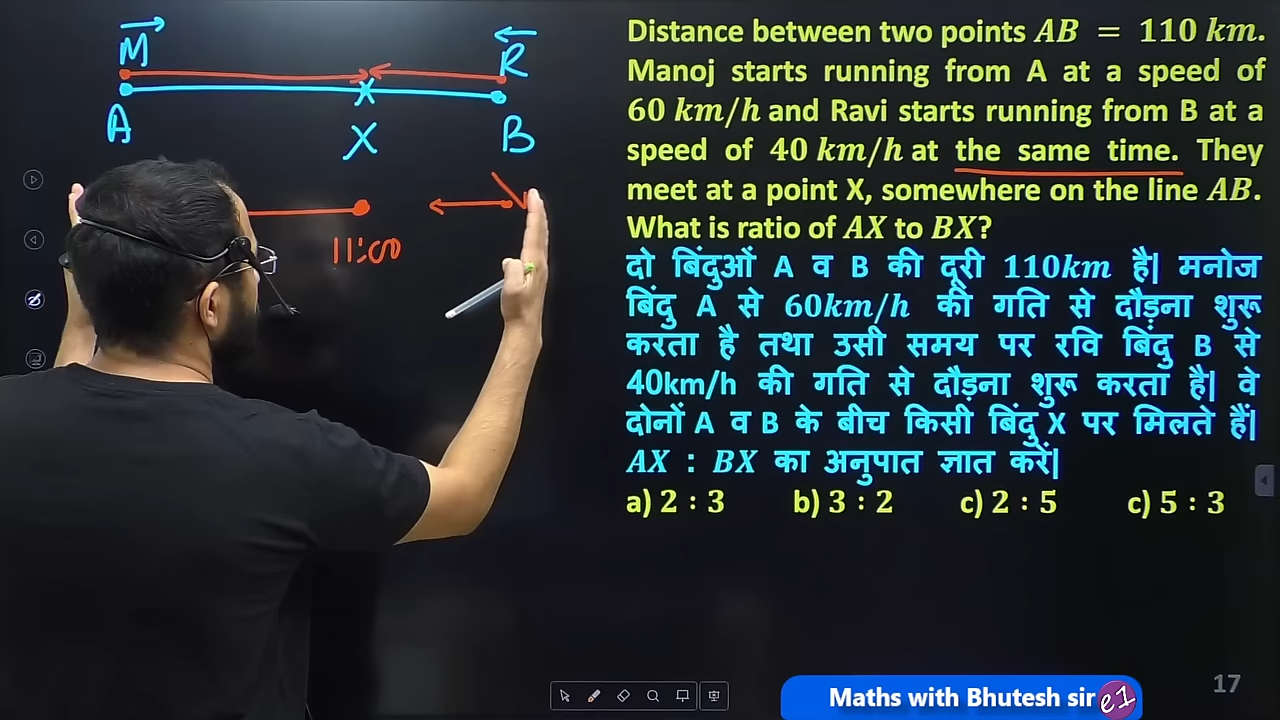 M
R
A
X
B
11:00
Distance between two points AB = 110 km.
Manoj starts running from A at a speed of
60 km/h and Ravi starts running from B at a
speed of 40 km/h at the same time. They
meet at a point X, somewhere on the line AB.
What is ratio of AX to BX?
दो बिंदुओं A व B की दूरी 110km है| मनोज
बिंदु A से 60km/h की गति से दौड़ना शुरू
करता है तथा उसी समय पर रवि बिंदु B से
40km/h की गति से दौड़ना शुरू करता है| वे
दोनों A व B के बीच किसी बिंदु X पर मिलते हैं|
AX : BX का अनुपात ज्ञात करें|
a) 2 : 3 b) 3 : 2 c) 2 : 5 c) 5 : 3
Maths with Bhutesh sir e1
17